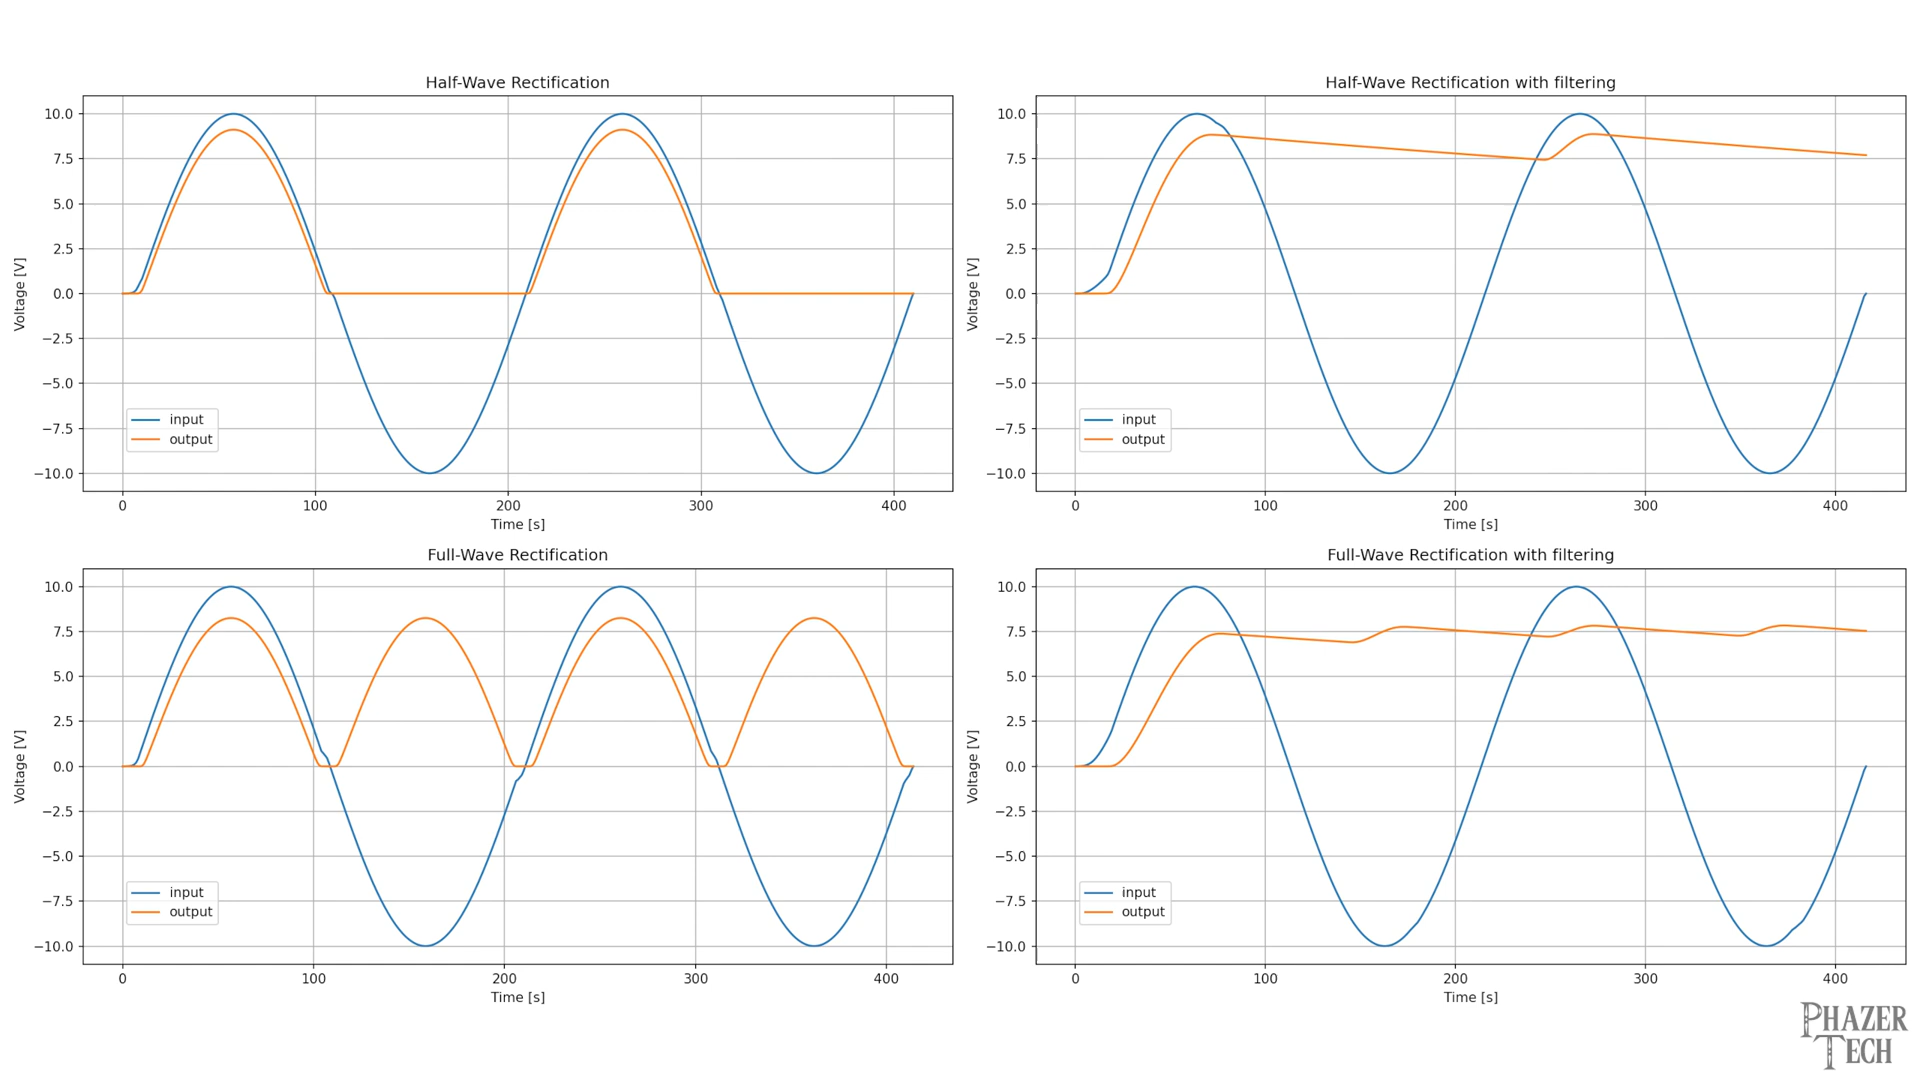 Half-Wave Rectification
10.0
7.5
5.0
2.5
0.0
−2.5
−5.0
−7.5
−10.0
Voltage [V]
input
output
0 100 200 300 400
Time [s]
Half-Wave Rectification with filtering
10.0
7.5
5.0
2.5
0.0
−2.5
−5.0
−7.5
−10.0
Voltage [V]
input
output
0 100 200 300 400
Time [s]
Full-Wave Rectification
10.0
7.5
5.0
2.5
0.0
−2.5
−5.0
−7.5
−10.0
Voltage [V]
input
output
0 100 200 300 400
Time [s]
Full-Wave Rectification with filtering
10.0
7.5
5.0
2.5
0.0
−2.5
−5.0
−7.5
−10.0
Voltage [V]
input
output
0 100 200 300 400
Time [s]
PHAZER
TECH